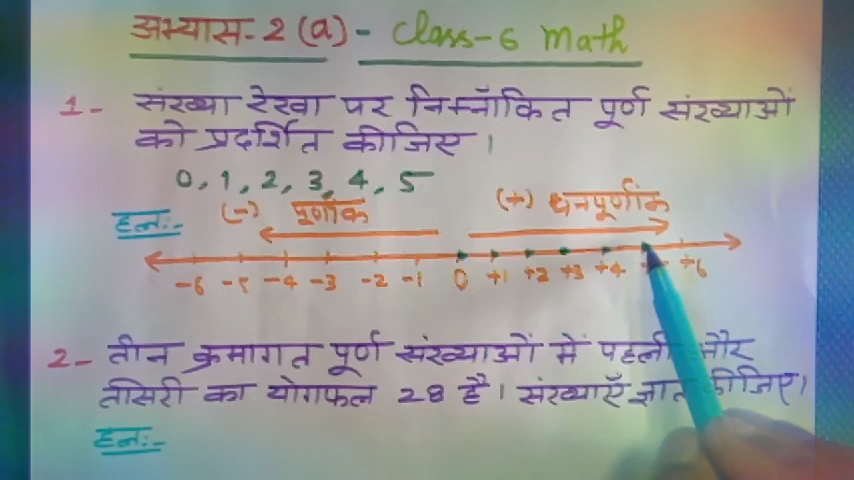 अभ्यास-2(a)- Class-6 Math
1- संख्या रेखा पर निम्नाँकित पूर्ण संख्याओं
को प्रदर्शित कीजिए।
0, 1, 2, 3, 4, 5
हल:- (-) पूर्णांक (+) धनपूर्णांक
-6 -5 -4 -3 -2 -1 0 +1 +2 +3 +4 +6
2- तीन क्रमागत पूर्ण संख्याओं में पहली और
तीसरी का योगफल 28 है। संख्याएँ ज्ञात कीजिए।
हल:-